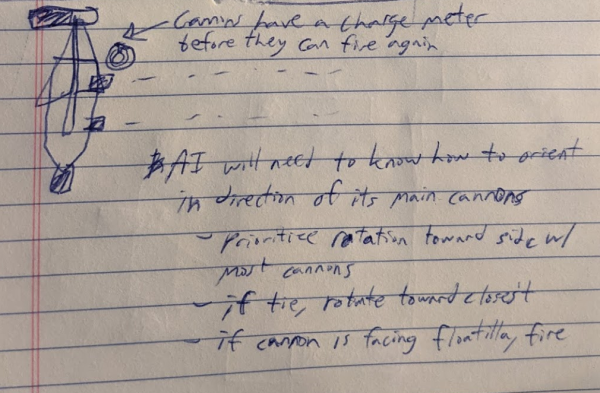 Cannons have a charge meter
before they can fire again
AI will need to know how to orient
in direction of its main cannons
- prioritize rotation toward side w/
most cannons
- if tie, rotate toward closest
- if cannon is facing floatilla, fire